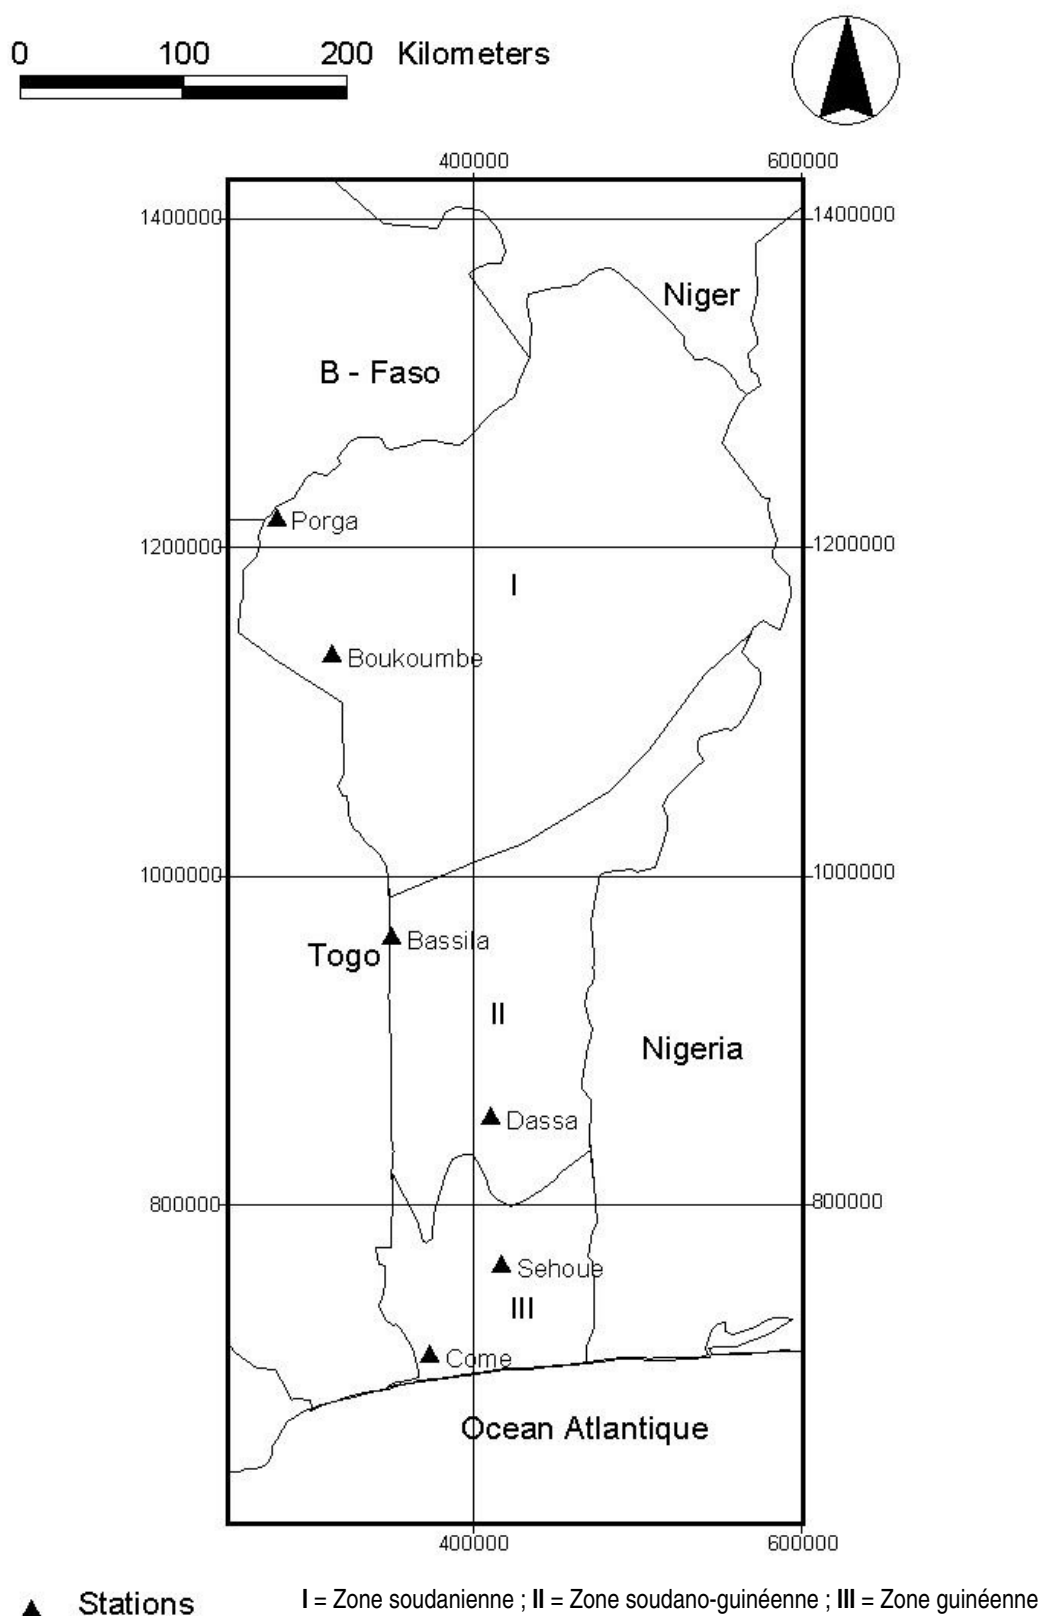 0 100 200 Kilometers
400000 600000
1400000 1400000
Niger
B - Faso
Porga
1200000 1200000
I
Boukoumbe
1000000 1000000
Bassila
Togo
II
Nigeria
Dassa
800000 800000
Sehoue
III
Come
Ocean Atlantique
400000 600000
Stations
I = Zone soudanienne ; II = Zone soudano-guinéenne ; III = Zone guinéenne